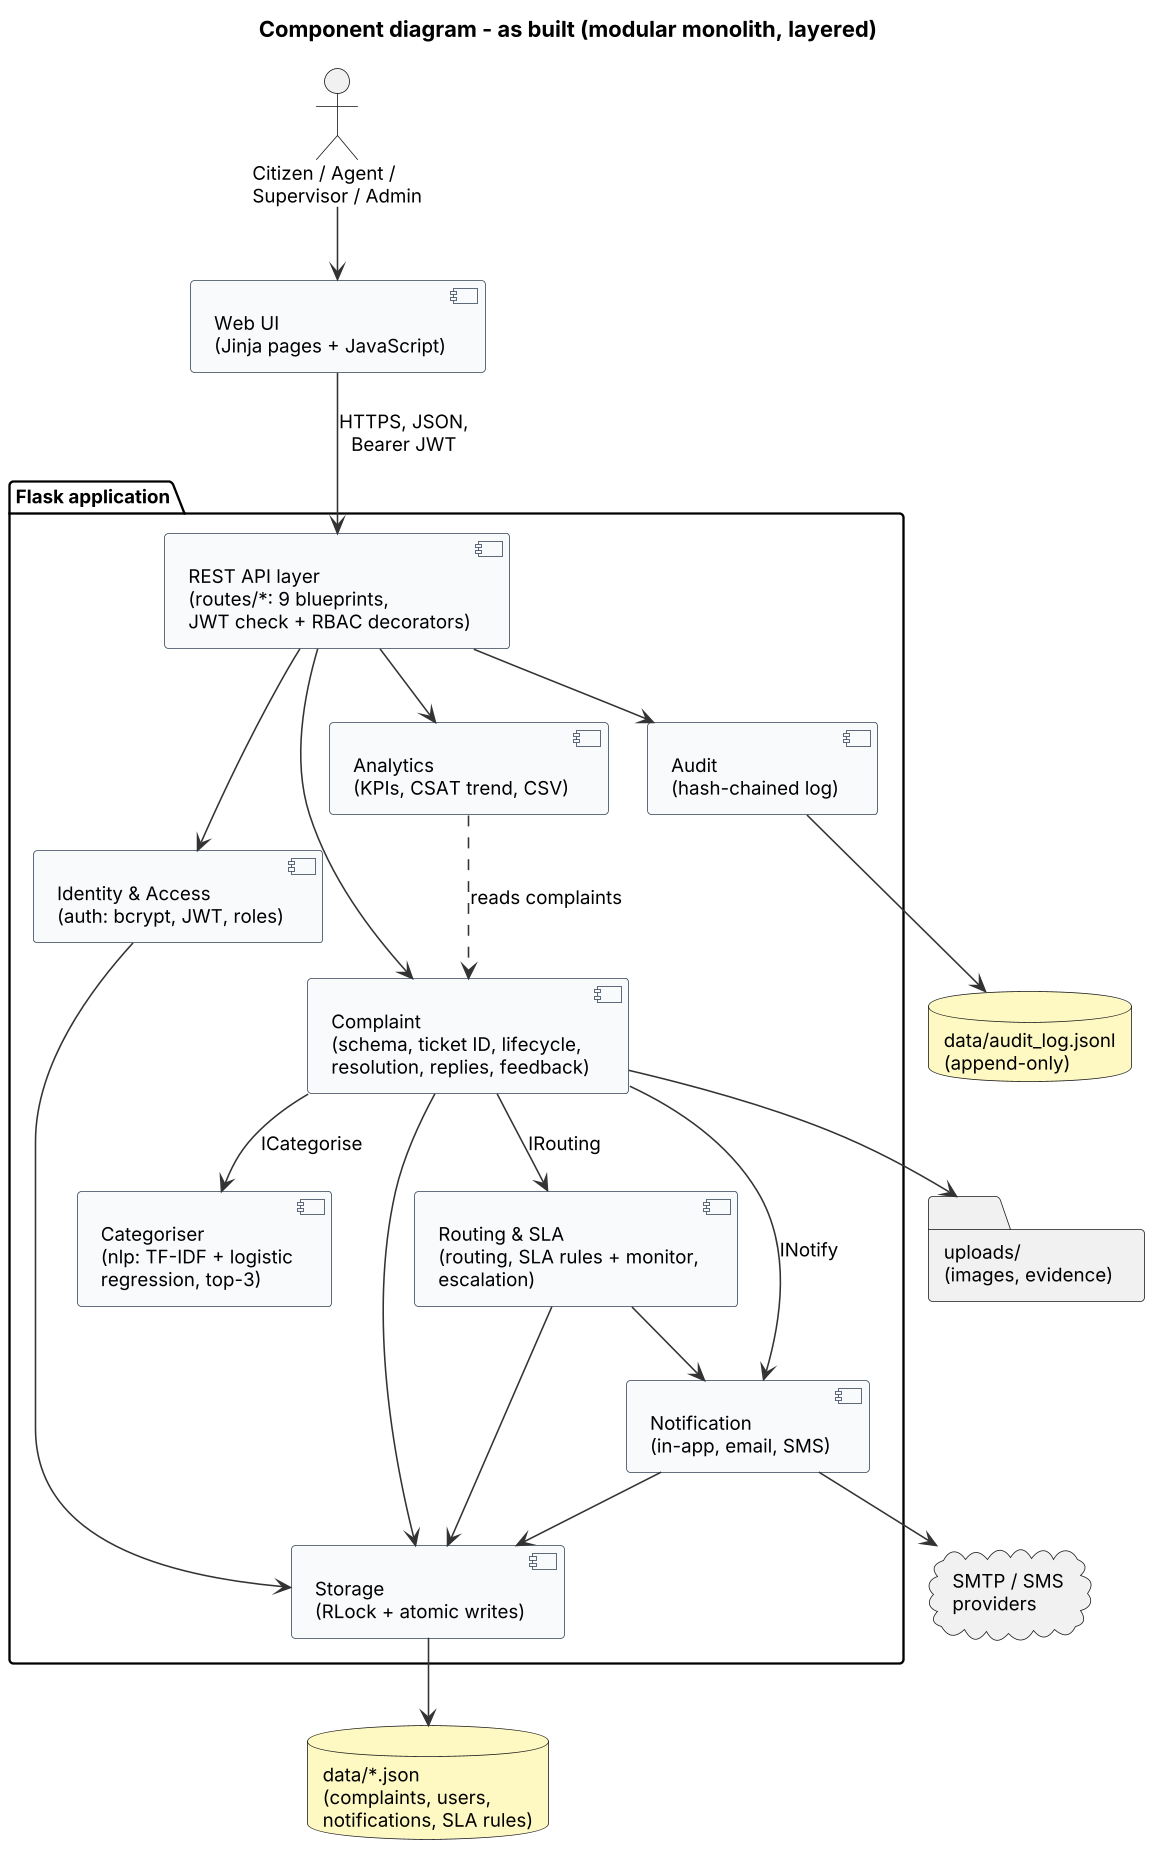 Component diagram - as built (modular monolith, layered)
Citizen / Agent /
Supervisor / Admin
Web UI
(Jinja pages + JavaScript)
HTTPS, JSON,
Bearer JWT
Flask application
REST API layer
(routes/*: 9 blueprints,
JWT check + RBAC decorators)
Analytics
(KPIs, CSAT trend, CSV)
Audit
(hash-chained log)
Identity & Access
(auth: bcrypt, JWT, roles)
reads complaints
Complaint
(schema, ticket ID, lifecycle,
resolution, replies, feedback)
data/audit_log.jsonl
(append-only)
ICategorise
IRouting
INotify
Categoriser
(nlp: TF-IDF + logistic
regression, top-3)
Routing & SLA
(routing, SLA rules + monitor,
escalation)
uploads/
(images, evidence)
Notification
(in-app, email, SMS)
Storage
(RLock + atomic writes)
SMTP / SMS
providers
data/*.json
(complaints, users,
notifications, SLA rules)